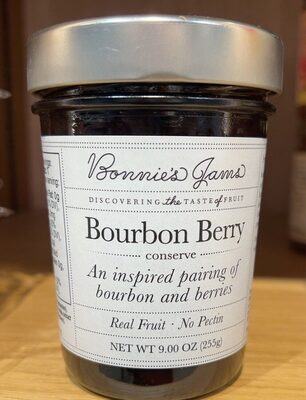 Bonnie's Jams
DISCOVERING the TASTE of FRUIT
Bourbon Berry
conserve
An inspired pairing of
bourbon and berries
Real Fruit · No Pectin
NET WT 9.00 OZ (255g)